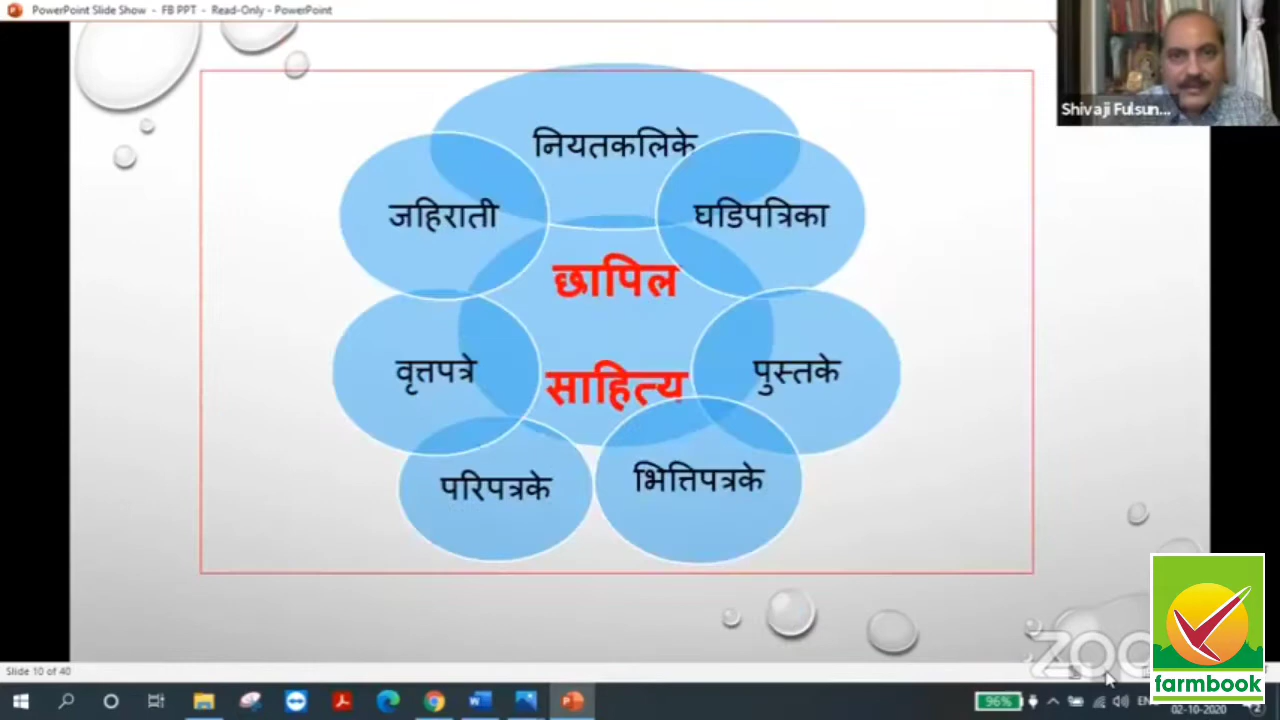 PowerPoint Slide Show - FB PPT - Read-Only - PowerPoint
Shivaji Fulsun...
नियतकलिके
जहिराती
घडिपत्रिका
छापिल
वृत्तपत्रे
पुस्तके
साहित्य
परिपत्रके
भित्तिपत्रके
Slide 10 of 40
farmbook
96%
02-10-2020